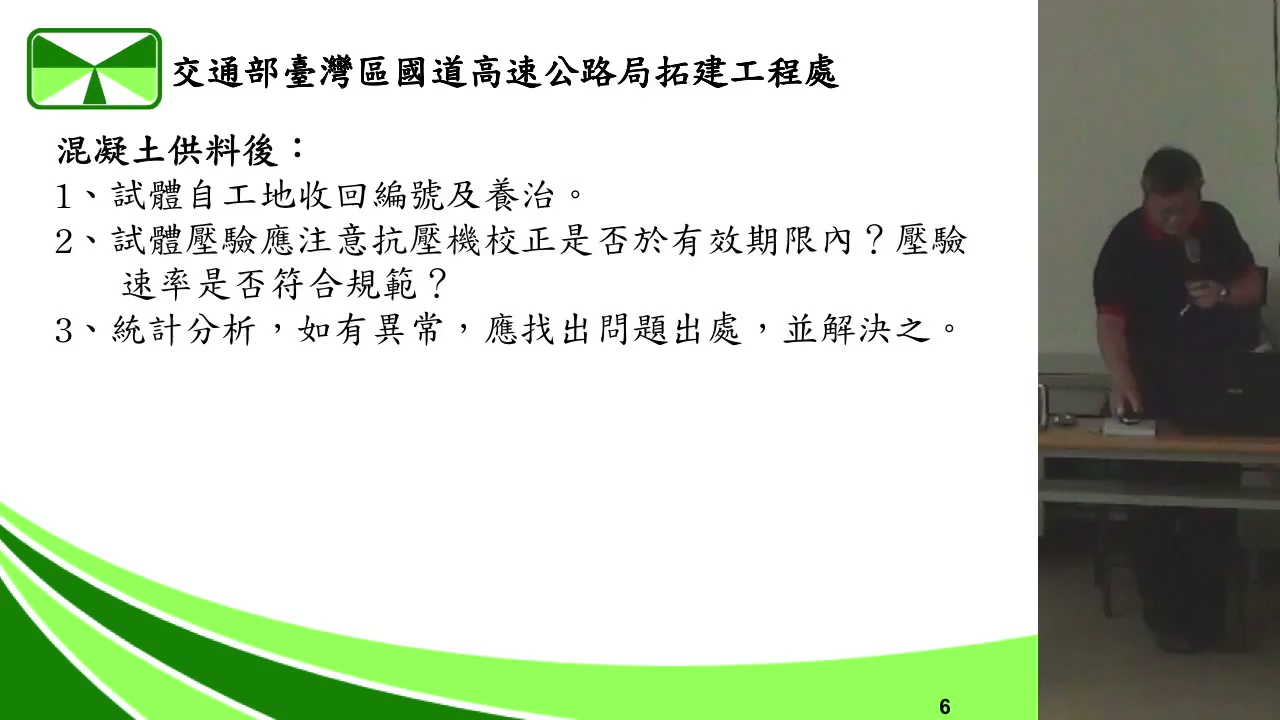 交通部臺灣區國道高速公路局拓建工程處
混凝土供料後：
1、試體自工地收回編號及養治。
2、試體壓驗應注意抗壓機校正是否於有效期限內？壓驗
速率是否符合規範？
3、統計分析，如有異常，應找出問題出處，並解決之。
6